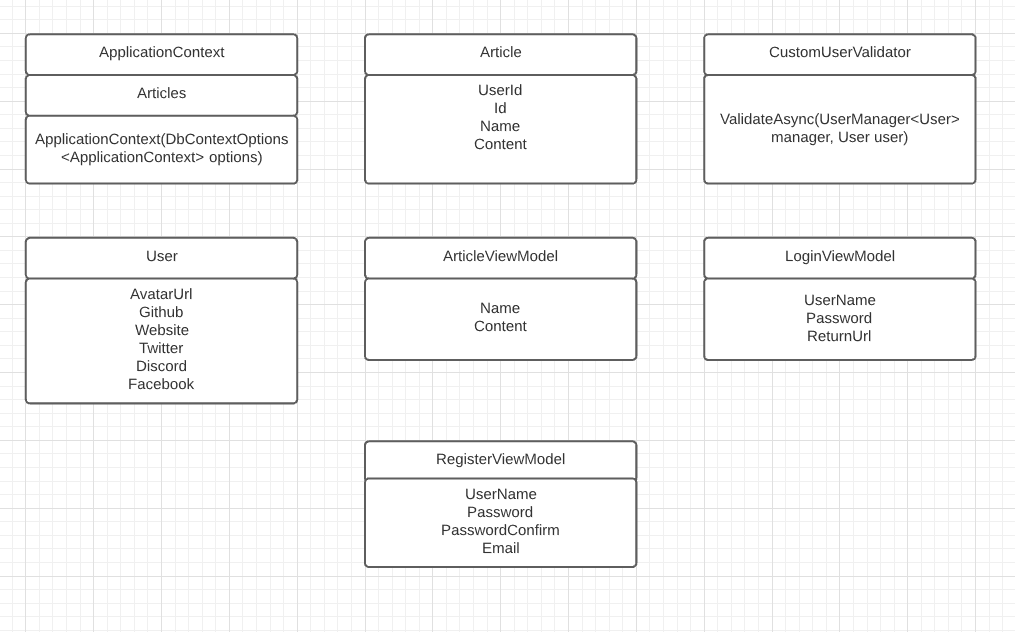 ApplicationContext
Articles
ApplicationContext(DbContextOptions
<ApplicationContext> options)
Article
UserId
Id
Name
Content
CustomUserValidator
ValidateAsync(UserManager<User>
manager, User user)
User
AvatarUrl
Github
Website
Twitter
Discord
Facebook
ArticleViewModel
Name
Content
LoginViewModel
UserName
Password
ReturnUrl
RegisterViewModel
UserName
Password
PasswordConfirm
Email